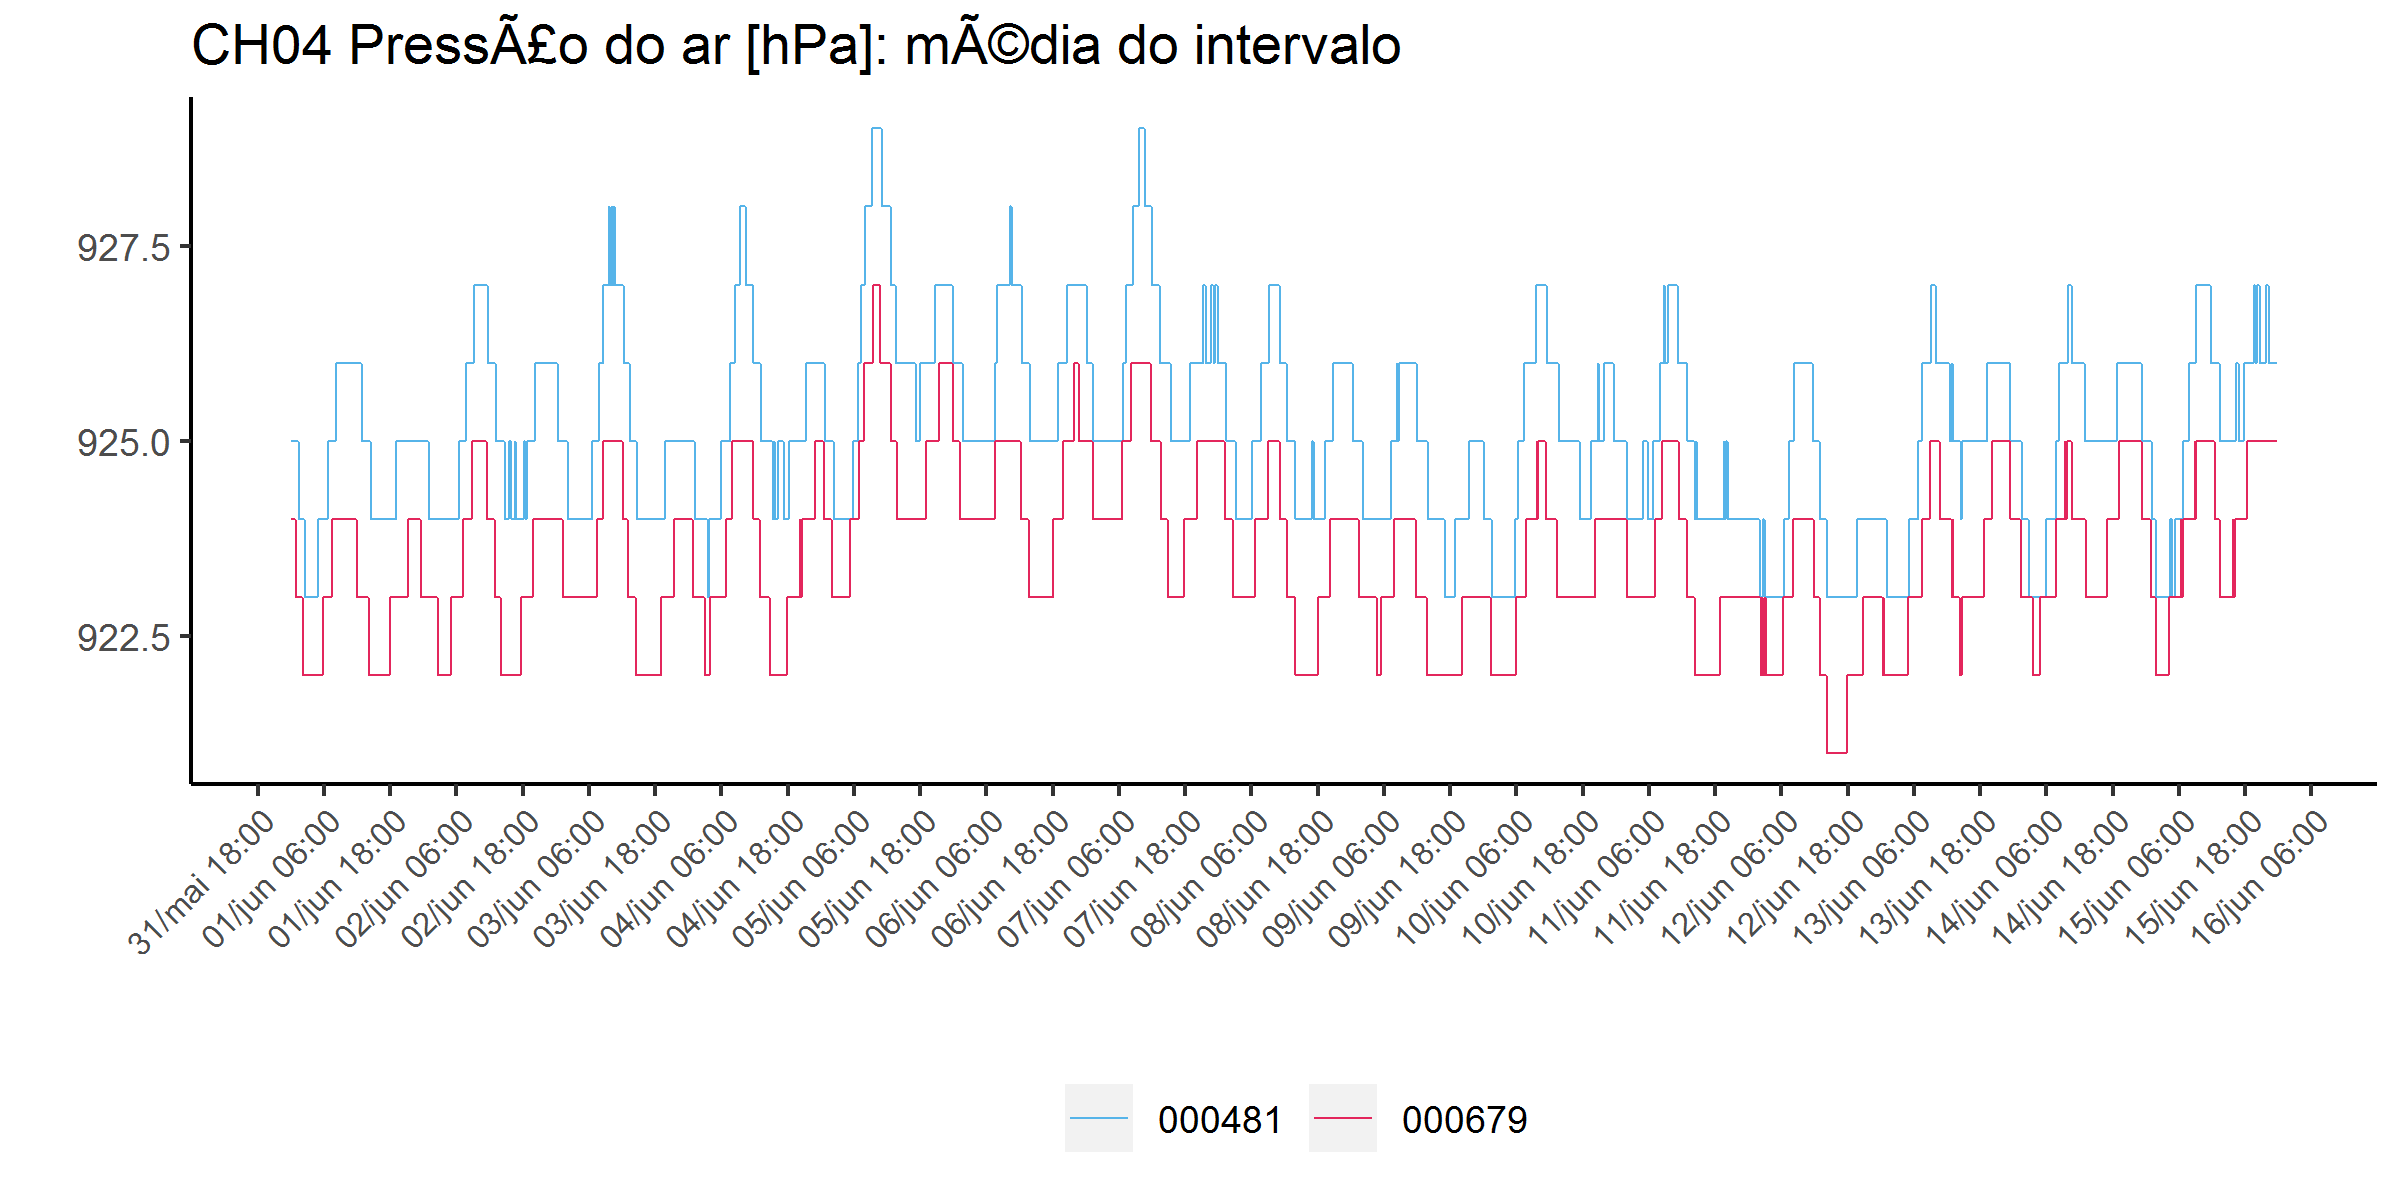 CH04 PressÃ£o do ar [hPa]: mÃ©dia do intervalo
927.5
925.0
922.5
31/mai 18:00
01/jun 06:00
01/jun 18:00
02/jun 06:00
02/jun 18:00
03/jun 06:00
03/jun 18:00
04/jun 06:00
04/jun 18:00
05/jun 06:00
05/jun 18:00
06/jun 06:00
06/jun 18:00
07/jun 06:00
07/jun 18:00
08/jun 06:00
08/jun 18:00
09/jun 06:00
09/jun 18:00
10/jun 06:00
10/jun 18:00
11/jun 06:00
11/jun 18:00
12/jun 06:00
12/jun 18:00
13/jun 06:00
13/jun 18:00
14/jun 06:00
14/jun 18:00
15/jun 06:00
15/jun 18:00
16/jun 06:00
000481 000679